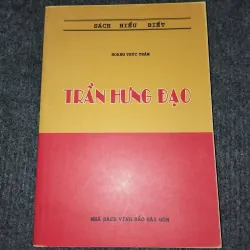 SÁCH HIỂU BIẾT
HOÀNG THÚC TRÂM
TRẦN HƯNG ĐẠO
NHÀ SÁCH VĨNH BẢO SÀI GÒN